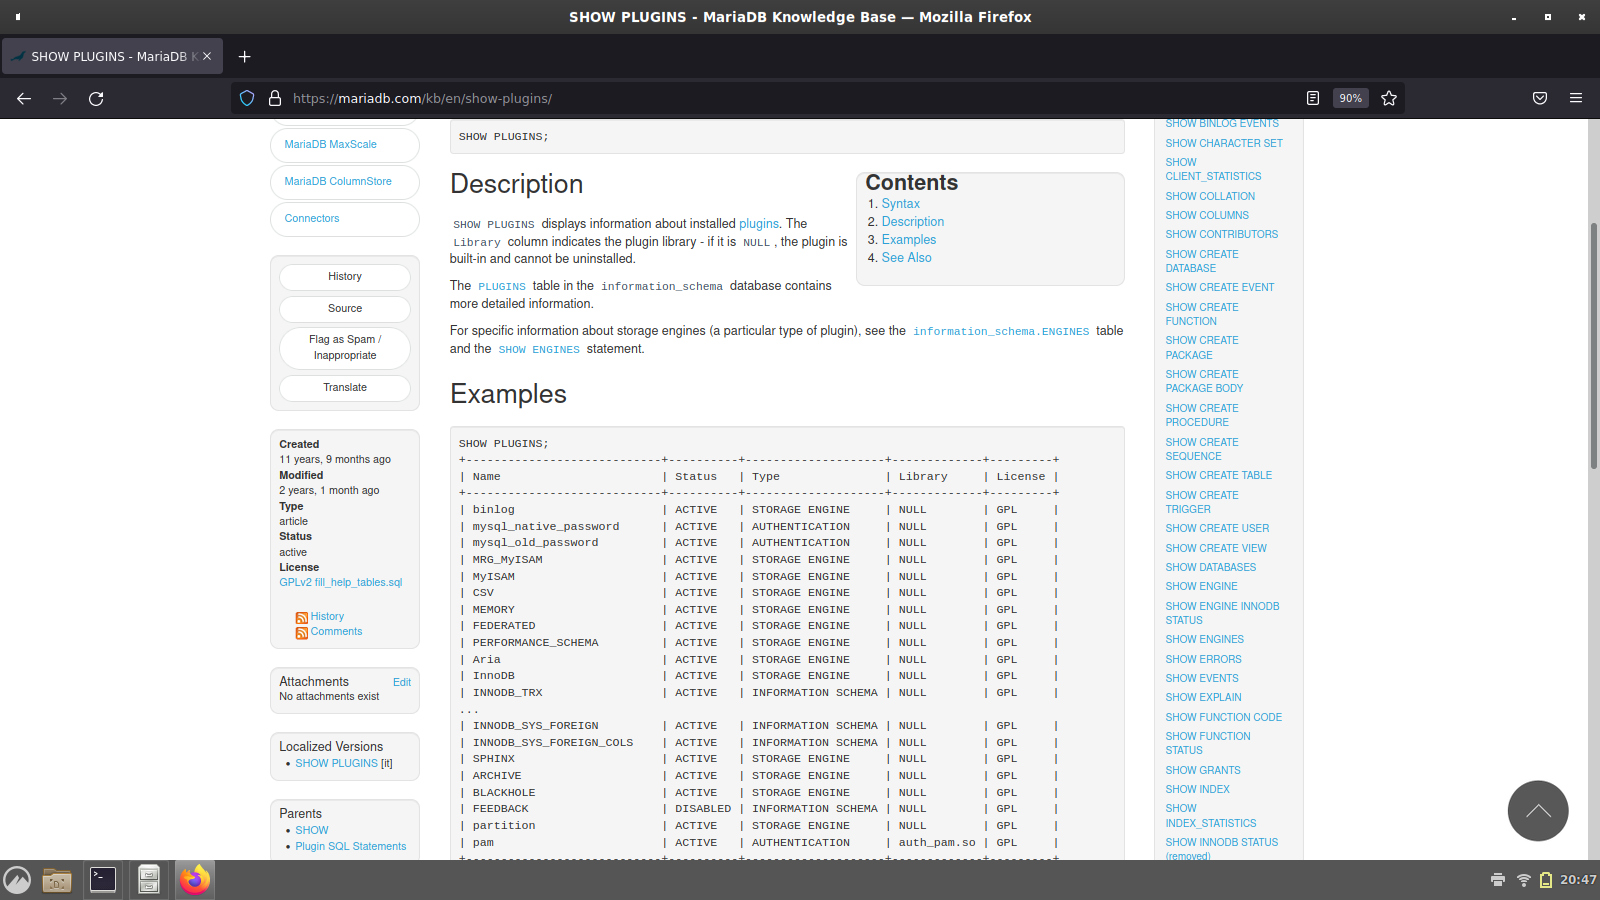 SHOW PLUGINS - MariaDB Knowledge Base — Mozilla Firefox
SHOW PLUGINS - MariaDB K
https://mariadb.com/kb/en/show-plugins/
90%
MariaDB MaxScale
MariaDB ColumnStore
Connectors
History
Source
Flag as Spam /
Inappropriate
Translate
Created
11 years, 9 months ago
Modified
2 years, 1 month ago
Type
article
Status
active
License
GPLv2 fill_help_tables.sql
History
Comments
Attachments Edit
No attachments exist
Localized Versions
• SHOW PLUGINS [it]
Parents
• SHOW
• Plugin SQL Statements
SHOW PLUGINS;
Description
SHOW PLUGINS displays information about installed plugins. The
Library column indicates the plugin library - if it is NULL , the plugin is
built-in and cannot be uninstalled.
The PLUGINS table in the information_schema database contains
more detailed information.
For specific information about storage engines (a particular type of plugin), see the information_schema.ENGINES table
and the SHOW ENGINES statement.
Contents
1. Syntax
2. Description
3. Examples
4. See Also
Examples
SHOW PLUGINS;
+----------------------------+----------+--------------------+-------------+---------+
| Name                       | Status   | Type               | Library     | License |
+----------------------------+----------+--------------------+-------------+---------+
| binlog                     | ACTIVE   | STORAGE ENGINE     | NULL        | GPL     |
| mysql_native_password      | ACTIVE   | AUTHENTICATION     | NULL        | GPL     |
| mysql_old_password         | ACTIVE   | AUTHENTICATION     | NULL        | GPL     |
| MRG_MyISAM                 | ACTIVE   | STORAGE ENGINE     | NULL        | GPL     |
| MyISAM                     | ACTIVE   | STORAGE ENGINE     | NULL        | GPL     |
| CSV                        | ACTIVE   | STORAGE ENGINE     | NULL        | GPL     |
| MEMORY                     | ACTIVE   | STORAGE ENGINE     | NULL        | GPL     |
| FEDERATED                  | ACTIVE   | STORAGE ENGINE     | NULL        | GPL     |
| PERFORMANCE_SCHEMA         | ACTIVE   | STORAGE ENGINE     | NULL        | GPL     |
| Aria                       | ACTIVE   | STORAGE ENGINE     | NULL        | GPL     |
| InnoDB                     | ACTIVE   | STORAGE ENGINE     | NULL        | GPL     |
| INNODB_TRX                 | ACTIVE   | INFORMATION SCHEMA | NULL        | GPL     |
...
| INNODB_SYS_FOREIGN         | ACTIVE   | INFORMATION SCHEMA | NULL        | GPL     |
| INNODB_SYS_FOREIGN_COLS    | ACTIVE   | INFORMATION SCHEMA | NULL        | GPL     |
| SPHINX                     | ACTIVE   | STORAGE ENGINE     | NULL        | GPL     |
| ARCHIVE                    | ACTIVE   | STORAGE ENGINE     | NULL        | GPL     |
| BLACKHOLE                  | ACTIVE   | STORAGE ENGINE     | NULL        | GPL     |
| FEEDBACK                   | DISABLED | INFORMATION SCHEMA | NULL        | GPL     |
| partition                  | ACTIVE   | STORAGE ENGINE     | NULL        | GPL     |
| pam                        | ACTIVE   | AUTHENTICATION     | auth_pam.so | GPL     |
+----------------------------+----------+--------------------+-------------+---------+
SHOW BINLOG EVENTS
SHOW CHARACTER SET
SHOW
CLIENT_STATISTICS
SHOW COLLATION
SHOW COLUMNS
SHOW CONTRIBUTORS
SHOW CREATE
DATABASE
SHOW CREATE EVENT
SHOW CREATE
FUNCTION
SHOW CREATE
PACKAGE
SHOW CREATE
PACKAGE BODY
SHOW CREATE
PROCEDURE
SHOW CREATE
SEQUENCE
SHOW CREATE TABLE
SHOW CREATE
TRIGGER
SHOW CREATE USER
SHOW CREATE VIEW
SHOW DATABASES
SHOW ENGINE
SHOW ENGINE INNODB
STATUS
SHOW ENGINES
SHOW ERRORS
SHOW EVENTS
SHOW EXPLAIN
SHOW FUNCTION CODE
SHOW FUNCTION
STATUS
SHOW GRANTS
SHOW INDEX
SHOW
INDEX_STATISTICS
SHOW INNODB STATUS
(removed)
20:47